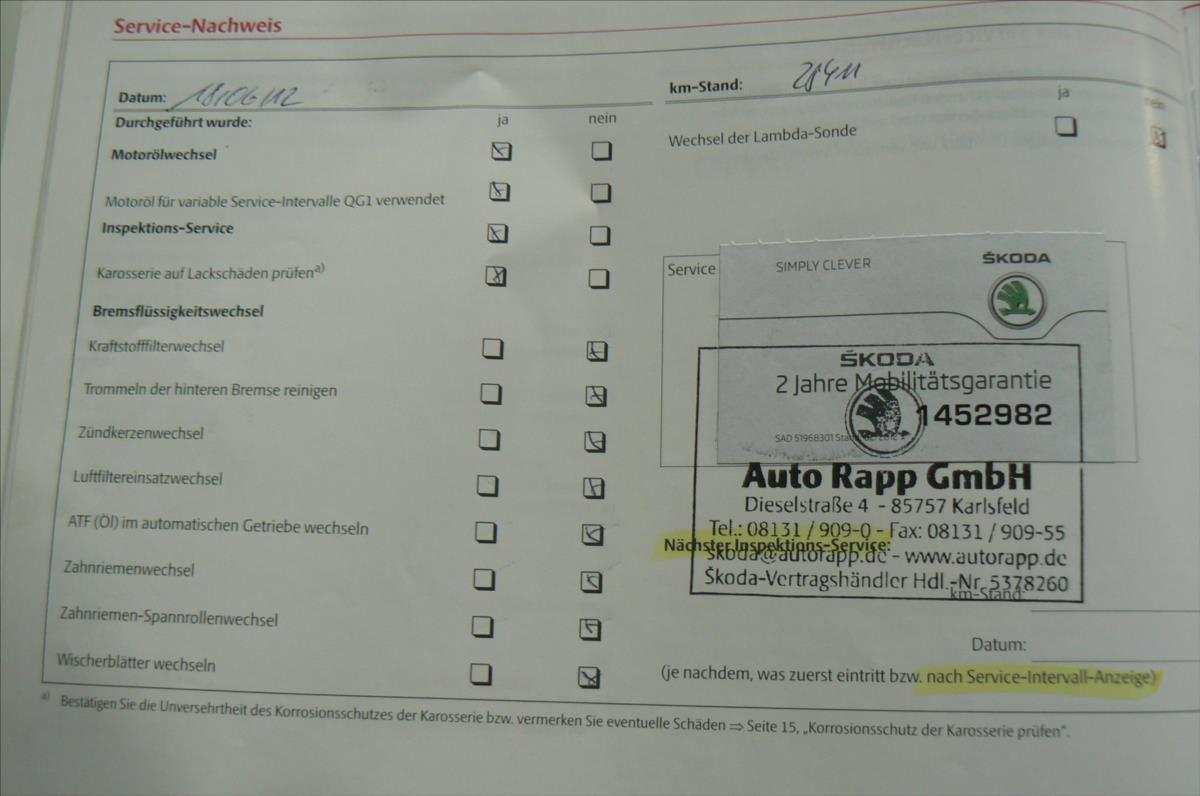 Service-Nachweis
Datum: 18/06/12
km-Stand:
Durchgeführt wurde:
ja nein
ja nein
Motorölwechsel
Wechsel der Lambda-Sonde
Motoröl für variable Service-Intervalle QG1 verwendet
Inspektions-Service
Karosserie auf Lackschäden prüfen a)
Bremsflüssigkeitswechsel
Kraftstofffilterwechsel
Trommeln der hinteren Bremse reinigen
Zündkerzenwechsel
Luftfiltereinsatzwechsel
ATF (Öl) im automatischen Getriebe wechseln
Zahnriemenwechsel
Zahnriemen-Spannrollenwechsel
Wischerblätter wechseln
Service
SIMPLY CLEVER
ŠKODA
ŠKODA
2 Jahre Mobilitätsgarantie
1452982
SAD 51968301
Auto Rapp GmbH
Dieselstraße 4 - 85757 Karlsfeld
Tel.: 08131 / 909-0 - Fax: 08131 / 909-55
Nächster Inspektions-Service:
skoda@autorapp.de - www.autorapp.de
Škoda-Vertragshändler Hdl.-Nr. 5378260
km-Stand:
Datum:
(je nachdem, was zuerst eintritt bzw. nach Service-Intervall-Anzeige)
a) Bestätigen Sie die Unversehrtheit des Korrosionsschutzes der Karosserie bzw. vermerken Sie eventuelle Schäden ⇒ Seite 15, „Korrosionsschutz der Karosserie prüfen“.